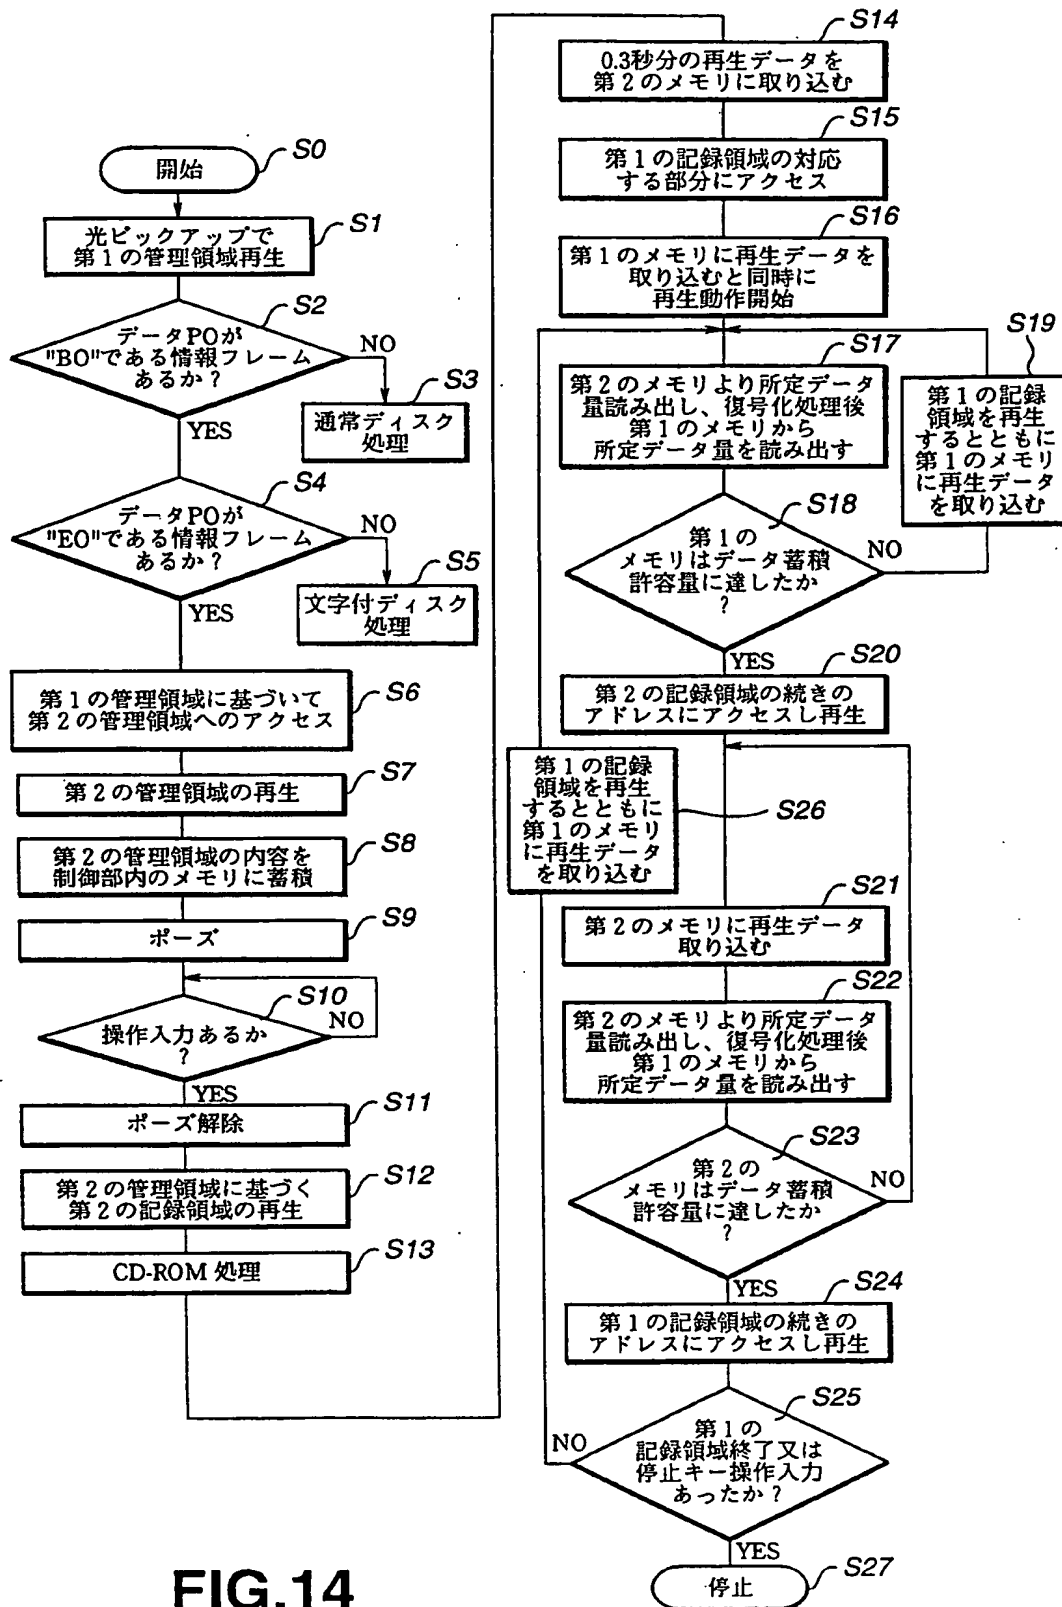 開始
S0
光ピックアップで
第1の管理領域再生
S1
データPOが
"BO"である情報フレーム
あるか？
S2
NO
YES
通常ディスク
処理
S3
データPOが
"EO"である情報フレーム
あるか？
S4
NO
YES
文字付ディスク
処理
S5
第1の管理領域に基づいて
第2の管理領域へのアクセス
S6
第2の管理領域の再生
S7
第2の管理領域の内容を
制御部内のメモリに蓄積
S8
ポーズ
S9
操作入力あるか
？
S10
NO
YES
ポーズ解除
S11
第2の管理領域に基づく
第2の記録領域の再生
S12
CD-ROM 処理
S13
0.3秒分の再生データを
第2のメモリに取り込む
S14
第1の記録領域の対応
する部分にアクセス
S15
第1のメモリに再生データを
取り込むと同時に
再生動作開始
S16
第2のメモリより所定データ
量読み出し、復号化処理後
第1のメモリから
所定データ量を読み出す
S17
第1の
メモリはデータ蓄積
許容量に達したか
？
S18
NO
YES
第1の記録
領域を再生
するとともに
第1のメモリ
に再生データ
を取り込む
S19
第2の記録領域の続きの
アドレスにアクセスし再生
S20
第2のメモリに再生データ
取り込む
S21
第2のメモリより所定データ
量読み出し、復号化処理後
第1のメモリから
所定データ量を読み出す
S22
第2の
メモリはデータ蓄積
許容量に達したか
？
S23
NO
YES
第1の記録領域の続きの
アドレスにアクセスし再生
S24
第1の
記録領域終了又は
停止キー操作入力
あったか？
S25
NO
YES
第1の記録
領域を再生
するとともに
第1のメモリ
に再生データ
を取り込む
S26
停止
S27
FIG.14